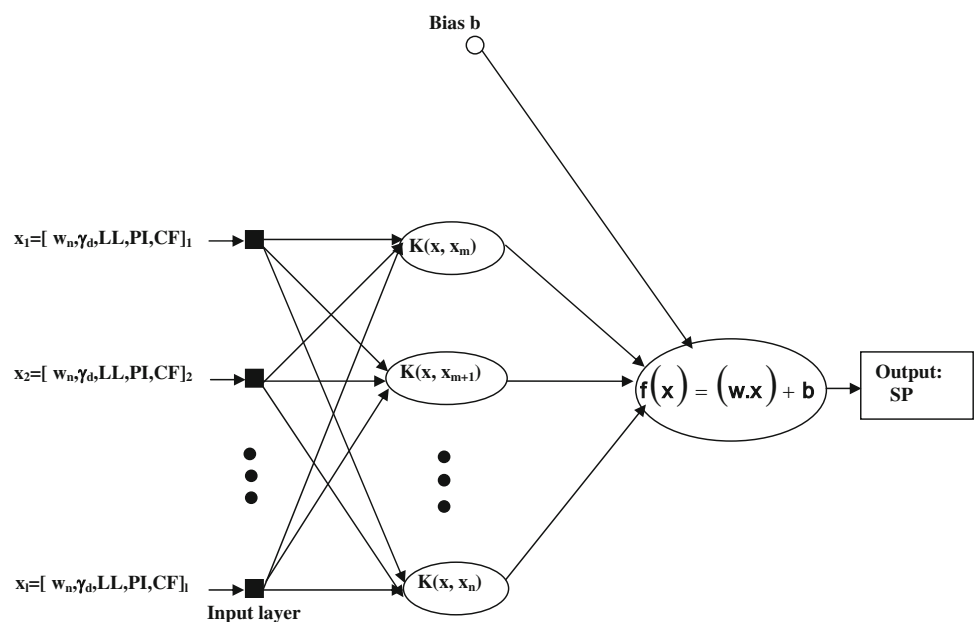 Bias b
x₁=[ wₙ,γd,LL,PI,CF]₁
K(x, xₘ)
x₂=[ wₙ,γd,LL,PI,CF]₂
K(x, xₘ₊₁)
f(x) = (w.x) + b
Output:
SP
xₗ=[ wₙ,γd,LL,PI,CF]ₗ
K(x, xₙ)
Input layer